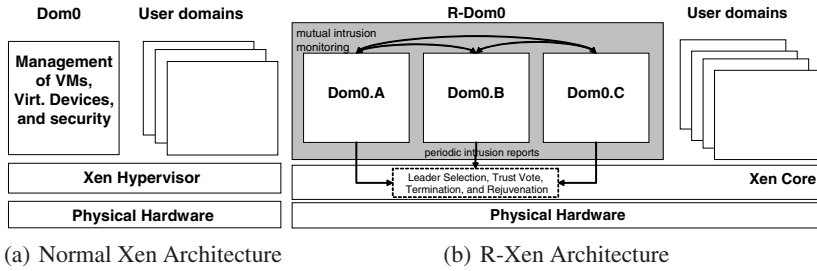 Dom0
User domains
Management
of VMs,
Virt. Devices,
and security
Xen Hypervisor
Physical Hardware
(a) Normal Xen Architecture
R-Dom0
User domains
mutual intrusion
monitoring
Dom0.A
Dom0.B
Dom0.C
periodic intrusion reports
Leader Selection, Trust Vote,
Termination, and Rejuvenation
Xen Core
Physical Hardware
(b) R-Xen Architecture